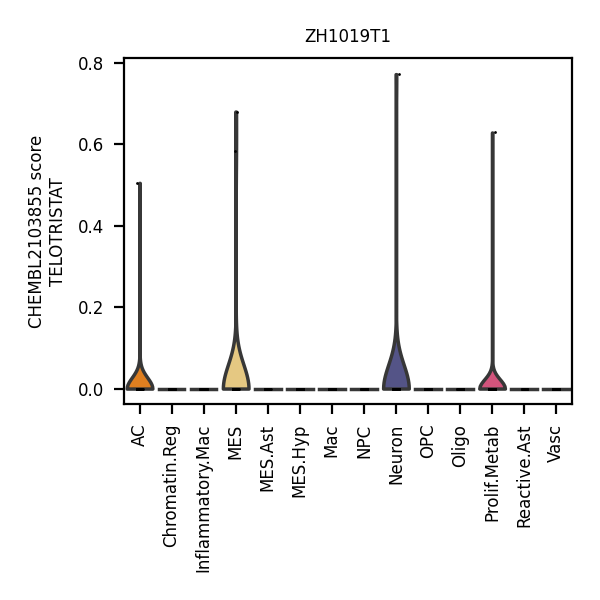 ZH1019T1
CHEMBL2103855 score
TELOTRISTAT
0.8
0.6
0.4
0.2
0.0
AC
Chromatin.Reg
Inflammatory.Mac
MES
MES.Ast
MES.Hyp
Mac
NPC
Neuron
OPC
Oligo
Prolif.Metab
Reactive.Ast
Vasc